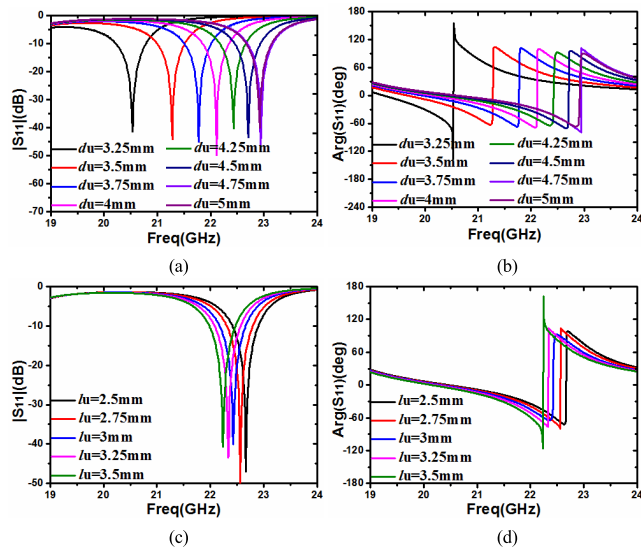 |S₁₁|(dB)
0
-10
-20
-30
-40
-50
-60
-70
du=3.25mm
du=4.25mm
du=3.5mm
du=4.5mm
du=3.75mm
du=4.75mm
du=4mm
du=5mm
19 20 21 22 23 24
Freq(GHz)
(a)
Arg(S₁₁)(deg)
180
120
60
0
-60
-120
-180
-240
du=3.25mm
du=4.25mm
du=3.5mm
du=4.5mm
du=3.75mm
du=4.75mm
du=4mm
du=5mm
19 20 21 22 23 24
Freq(GHz)
(b)
|S₁₁|(dB)
0
-10
-20
-30
-40
-50
lu=2.5mm
lu=2.75mm
lu=3mm
lu=3.25mm
lu=3.5mm
19 20 21 22 23 24
Freq(GHz)
(c)
Arg(S₁₁)(deg)
180
120
60
0
-60
-120
-180
lu=2.5mm
lu=2.75mm
lu=3mm
lu=3.25mm
lu=3.5mm
19 20 21 22 23 24
Freq(GHz)
(d)